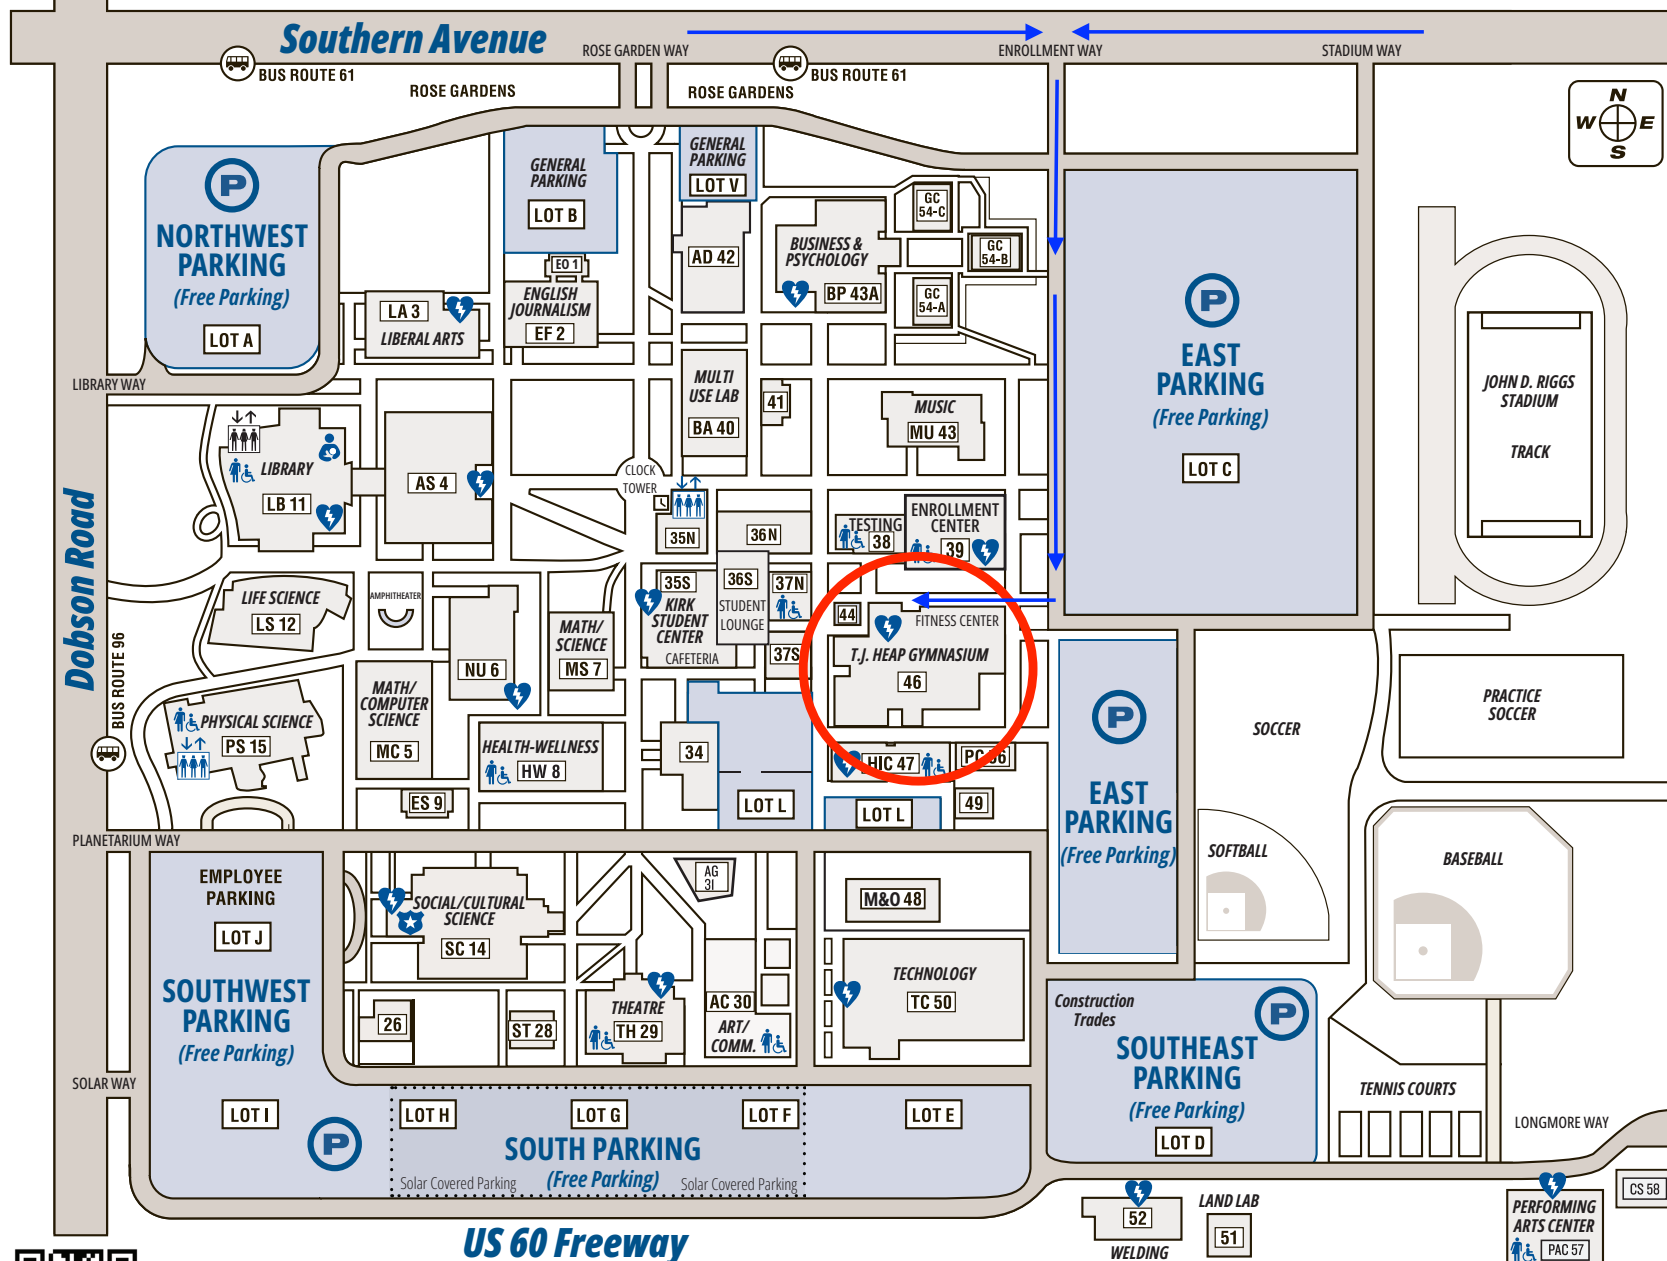 Southern Avenue
ROSE GARDEN WAY
ENROLLMENT WAY
STADIUM WAY
BUS ROUTE 61
BUS ROUTE 61
ROSE GARDENS
ROSE GARDENS
N
W E
S
P
NORTHWEST
PARKING
(Free Parking)
LOT A
GENERAL
PARKING
LOT B
GENERAL
PARKING
LOT V
GC
54-C
GC
54-B
GC
54-A
AD 42
BUSINESS &
PSYCHOLOGY
BP 43A
EO 1
ENGLISH
JOURNALISM
EF 2
LA 3
LIBERAL ARTS
P
EAST
PARKING
(Free Parking)
LOT C
JOHN D. RIGGS
STADIUM
TRACK
LIBRARY WAY
MULTI
USE LAB
BA 40
41
MUSIC
MU 43
LIBRARY
LB 11
AS 4
CLOCK
TOWER
35N
36N
TESTING
38
ENROLLMENT
CENTER
39
Dobson Road
BUS ROUTE 96
LIFE SCIENCE
LS 12
AMPHITHEATER
NU 6
MATH/
SCIENCE
MS 7
35S
KIRK
STUDENT
CENTER
CAFETERIA
36S
STUDENT
LOUNGE
37N
37S
44
FITNESS CENTER
T.J. HEAP GYMNASIUM
46
PHYSICAL SCIENCE
PS 15
MATH/
COMPUTER
SCIENCE
MC 5
HEALTH-WELLNESS
HW 8
ES 9
34
LOT L
HIC 47
PC 56
LOT L
49
P
EAST
PARKING
(Free Parking)
SOCCER
PRACTICE
SOCCER
SOFTBALL
BASEBALL
PLANETARIUM WAY
EMPLOYEE
PARKING
LOT J
SOUTHWEST
PARKING
(Free Parking)
LOT I
P
SOCIAL/CULTURAL
SCIENCE
SC 14
AG
31
M&O 48
TECHNOLOGY
TC 50
26
ST 28
THEATRE
TH 29
AC 30
ART/
COMM.
Construction
Trades
P
SOUTHEAST
PARKING
(Free Parking)
LOT D
TENNIS COURTS
LONGMORE WAY
SOLAR WAY
LOT H
LOT G
LOT F
LOT E
SOUTH PARKING
(Free Parking)
Solar Covered Parking
Solar Covered Parking
US 60 Freeway
52
WELDING
LAND LAB
51
PERFORMING
ARTS CENTER
PAC 57
CS 58